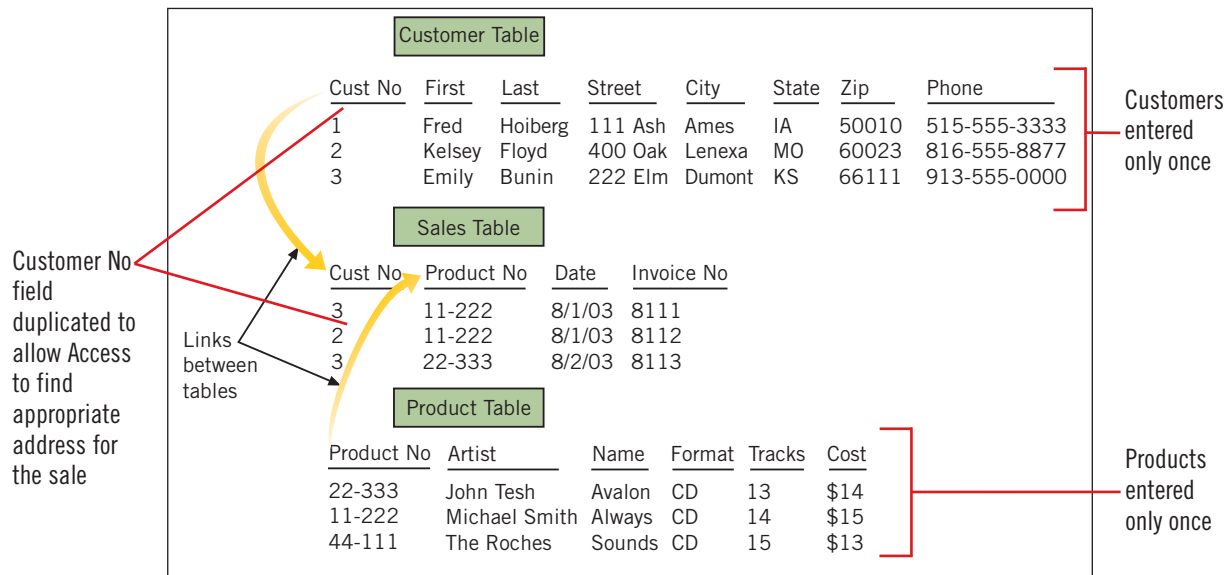 Customer Table
Cust No First Last Street City State Zip Phone
1 Fred Hoiberg 111 Ash Ames IA 50010 515-555-3333
2 Kelsey Floyd 400 Oak Lenexa MO 60023 816-555-8877
3 Emily Bunin 222 Elm Dumont KS 66111 913-555-0000
Customers
entered
only once
Sales Table
Cust No Product No Date Invoice No
3 11-222 8/1/03 8111
2 11-222 8/1/03 8112
3 22-333 8/2/03 8113
Customer No
field
duplicated to
allow Access
to find
appropriate
address for
the sale
Links
between
tables
Product Table
Product No Artist Name Format Tracks Cost
22-333 John Tesh Avalon CD 13 $14
11-222 Michael Smith Always CD 14 $15
44-111 The Roches Sounds CD 15 $13
Products
entered
only once